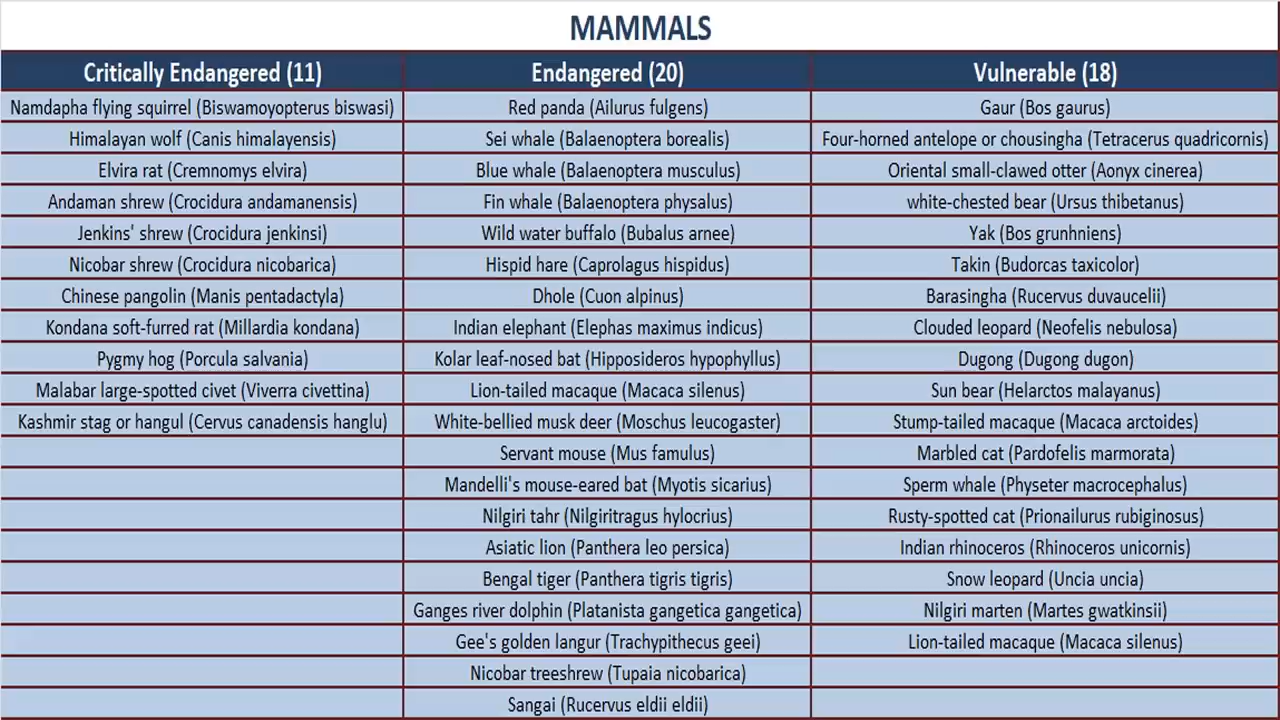 MAMMALS
Critically Endangered (11) Endangered (20) Vulnerable (18)
Namdapha flying squirrel (Biswamoyopterus biswasi) Red panda (Ailurus fulgens) Gaur (Bos gaurus)
Himalayan wolf (Canis himalayensis) Sei whale (Balaenoptera borealis) Four-horned antelope or chousingha (Tetracerus quadricornis)
Elvira rat (Cremnomys elvira) Blue whale (Balaenoptera musculus) Oriental small-clawed otter (Aonyx cinerea)
Andaman shrew (Crocidura andamanensis) Fin whale (Balaenoptera physalus) white-chested bear (Ursus thibetanus)
Jenkins' shrew (Crocidura jenkinsi) Wild water buffalo (Bubalus arnee) Yak (Bos grunhniens)
Nicobar shrew (Crocidura nicobarica) Hispid hare (Caprolagus hispidus) Takin (Budorcas taxicolor)
Chinese pangolin (Manis pentadactyla) Dhole (Cuon alpinus) Barasingha (Rucervus duvaucelii)
Kondana soft-furred rat (Millardia kondana) Indian elephant (Elephas maximus indicus) Clouded leopard (Neofelis nebulosa)
Pygmy hog (Porcula salvania) Kolar leaf-nosed bat (Hipposideros hypophyllus) Dugong (Dugong dugon)
Malabar large-spotted civet (Viverra civettina) Lion-tailed macaque (Macaca silenus) Sun bear (Helarctos malayanus)
Kashmir stag or hangul (Cervus canadensis hanglu) White-bellied musk deer (Moschus leucogaster) Stump-tailed macaque (Macaca arctoides)
Servant mouse (Mus famulus) Marbled cat (Pardofelis marmorata)
Mandelli's mouse-eared bat (Myotis sicarius) Sperm whale (Physeter macrocephalus)
Nilgiri tahr (Nilgiritragus hylocrius) Rusty-spotted cat (Prionailurus rubiginosus)
Asiatic lion (Panthera leo persica) Indian rhinoceros (Rhinoceros unicornis)
Bengal tiger (Panthera tigris tigris) Snow leopard (Uncia uncia)
Ganges river dolphin (Platanista gangetica gangetica) Nilgiri marten (Martes gwatkinsii)
Gee's golden langur (Trachypithecus geei) Lion-tailed macaque (Macaca silenus)
Nicobar treeshrew (Tupaia nicobarica)
Sangai (Rucervus eldii eldii)